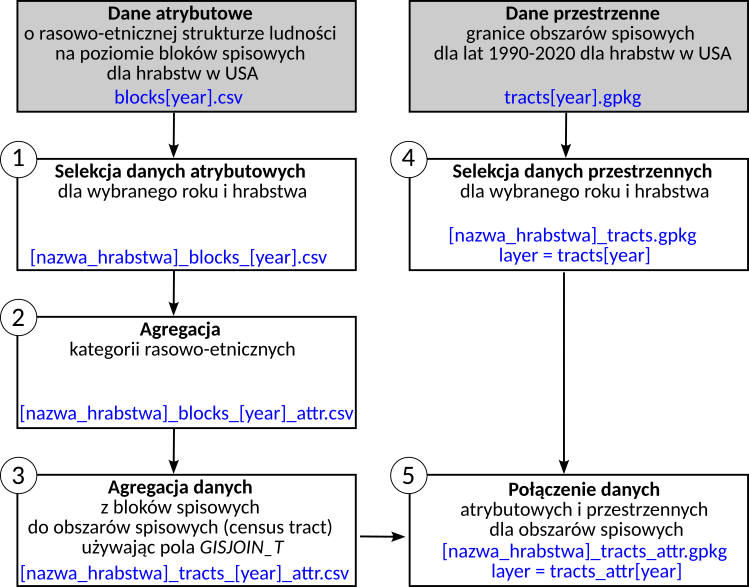 Dane atrybutowe
o rasowo-etnicznej strukturze ludności
na poziomie bloków spisowych
dla hrabstw w USA
blocks[year].csv
Dane przestrzenne
granice obszarów spisowych
dla lat 1990-2020 dla hrabstw w USA
tracts[year].gpkg
1
Selekcja danych atrybutowych
dla wybranego roku i hrabstwa
[nazwa_hrabstwa]_blocks_[year].csv
4
Selekcja danych przestrzennych
dla wybranego roku i hrabstwa
[nazwa_hrabstwa]_tracts.gpkg
layer = tracts[year]
2
Agregacja
kategorii rasowo-etnicznych
[nazwa_hrabstwa]_blocks_[year]_attr.csv
3
Agregacja danych
z bloków spisowych
do obszarów spisowych (census tract)
używając pola GISJOIN_T
[nazwa_hrabstwa]_tracts_[year]_attr.csv
5
Połączenie danych
atrybutowych i przestrzennych
dla obszarów spisowych
[nazwa_hrabstwa]_tracts_attr.gpkg
layer = tracts_attr[year]